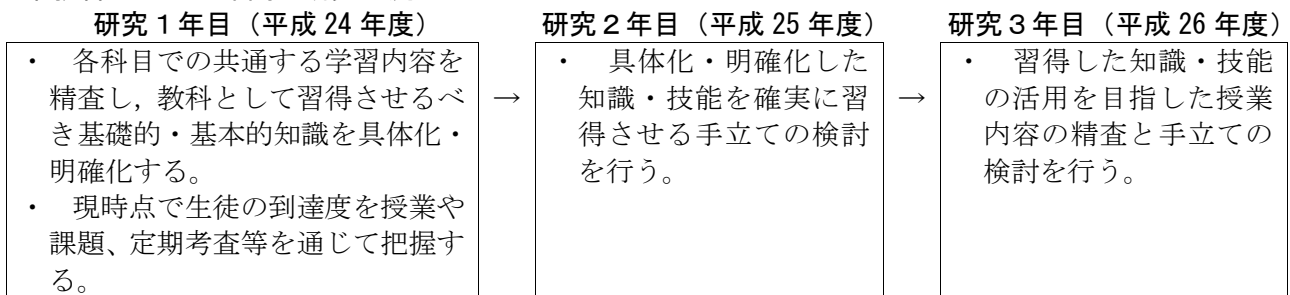 研究1年目（平成24年度）
・　各科目での共通する学習内容を
精査し，教科として習得させるべ
き基礎的・基本的知識を具体化・
明確化する。
・　現時点で生徒の到達度を授業や
課題、定期考査等を通じて把握す
る。
→
研究２年目（平成25年度）
・　具体化・明確化した
知識・技能を確実に習
得させる手立ての検討
を行う。
→
研究３年目（平成26年度）
・　習得した知識・技能
の活用を目指した授業
内容の精査と手立ての
検討を行う。